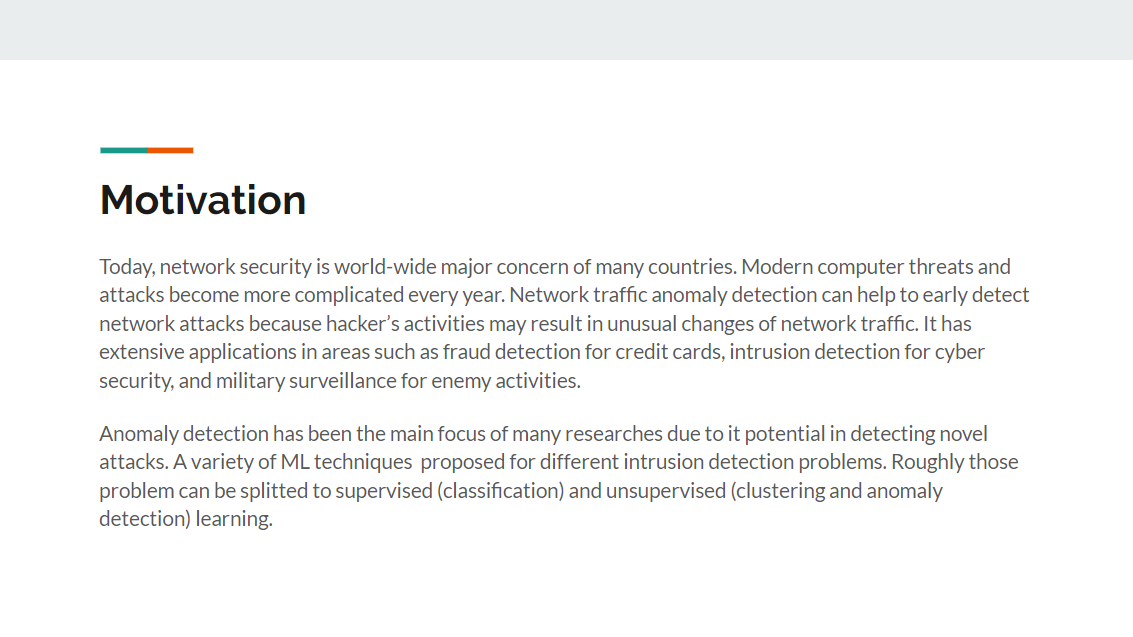 Motivation
Today, network security is world-wide major concern of many countries. Modern computer threats and
attacks become more complicated every year. Network traffic anomaly detection can help to early detect
network attacks because hacker’s activities may result in unusual changes of network traffic. It has
extensive applications in areas such as fraud detection for credit cards, intrusion detection for cyber
security, and military surveillance for enemy activities.
Anomaly detection has been the main focus of many researches due to it potential in detecting novel
attacks. A variety of ML techniques  proposed for different intrusion detection problems. Roughly those
problem can be splitted to supervised (classification) and unsupervised (clustering and anomaly
detection) learning.